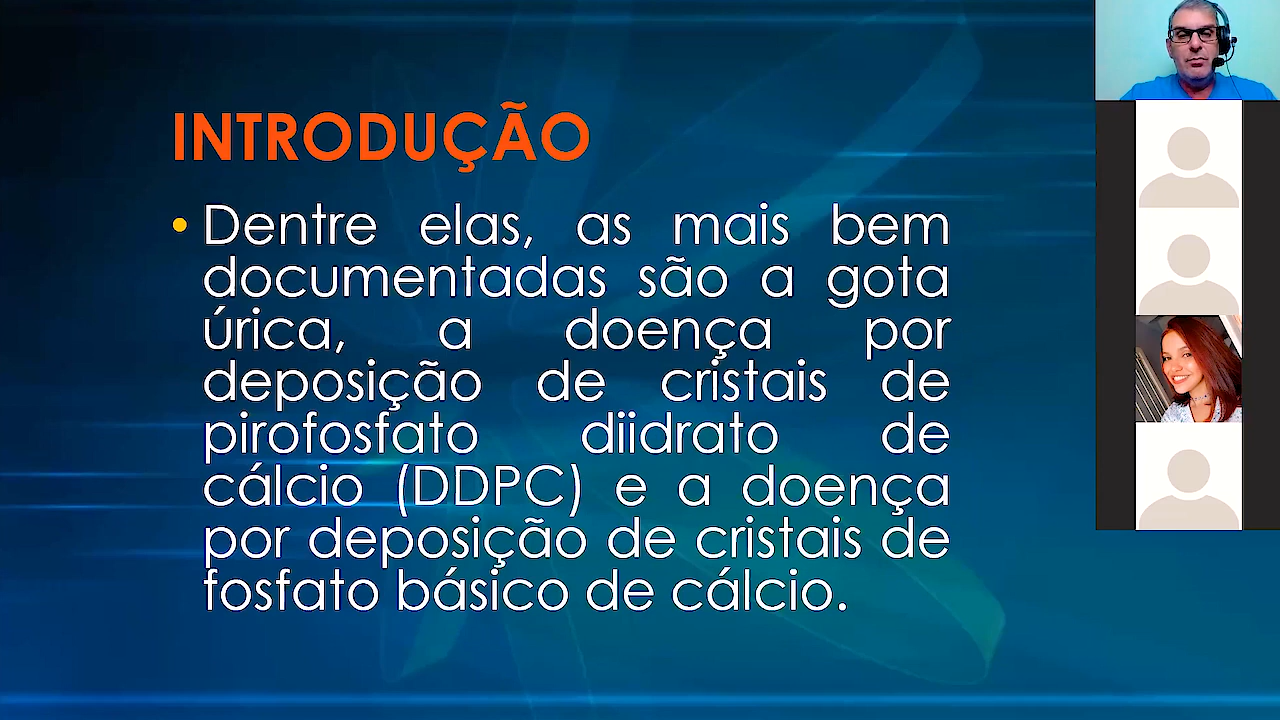 INTRODUÇÃO
• Dentre elas, as mais bem
documentadas são a gota
úrica, a doença por
deposição de cristais de
pirofosfato diidrato de
cálcio (DDPC) e a doença
por deposição de cristais de
fosfato básico de cálcio.